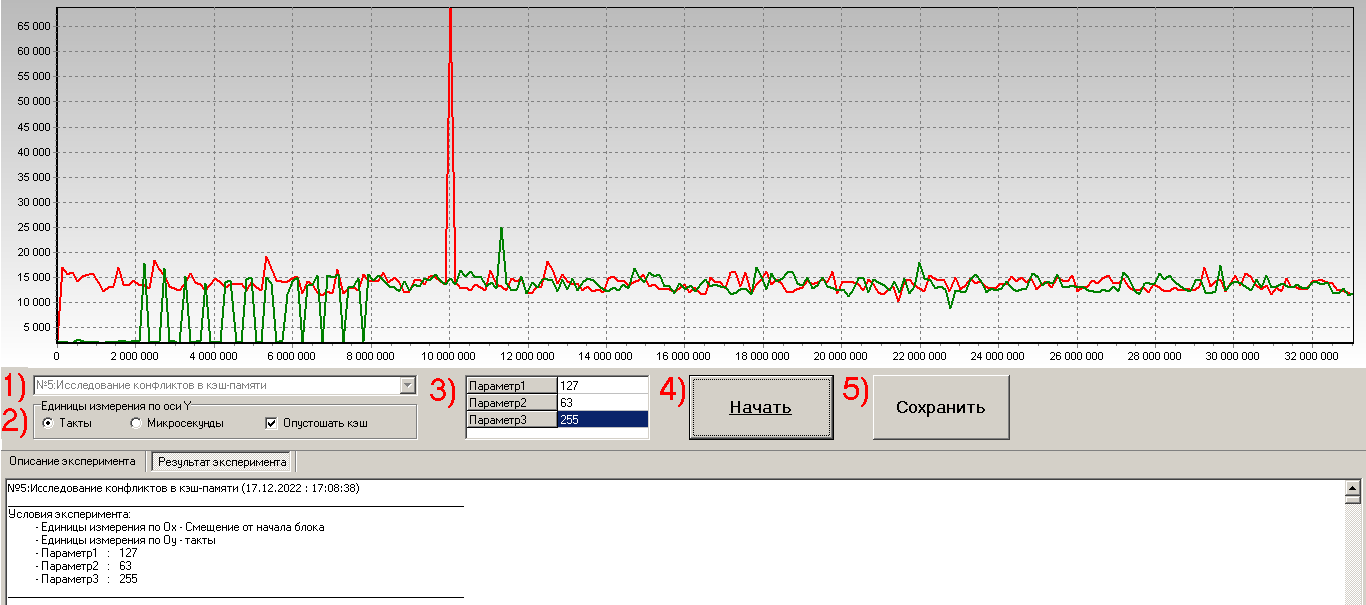 65 000
60 000
55 000
50 000
45 000
40 000
35 000
30 000
25 000
20 000
15 000
10 000
5 000
0 2 000 000 4 000 000 6 000 000 8 000 000 10 000 000 12 000 000 14 000 000 16 000 000 18 000 000 20 000 000 22 000 000 24 000 000 26 000 000 28 000 000 30 000 000 32 000 000
1) №5:Исследование конфликтов в кэш-памяти
2) Единицы измерения по оси Y
Такты Микросекунды Опустошать кэш
3) Параметр1 127
Параметр2 63
Параметр3 255
4) Начать
5) Сохранить
Описание эксперимента Результат эксперимента
№5:Исследование конфликтов в кэш-памяти (17.12.2022 : 17:08:38)
Условия эксперимента:
- Единицы измерения по Ox - Смещение от начала блока
- Единицы измерения по Oy - такты
- Параметр1 : 127
- Параметр2 : 63
- Параметр3 : 255